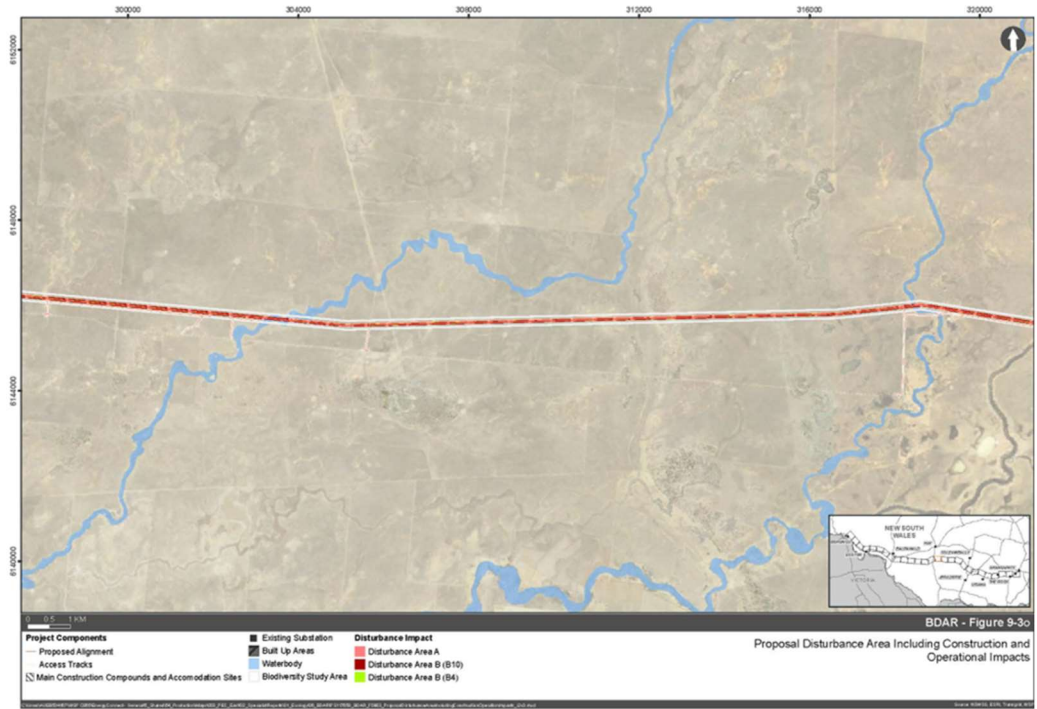 300000 304000 308000 312000 316000 320000
6152000
6148000
6144000
6140000
NEW SOUTH
WALES
VICTORIA
0 0.5 1 KM
BDAR - Figure 9-3o
Project Components
Proposed Alignment
Access Tracks
Main Construction Compounds and Accomodation Sites
Existing Substation
Built Up Areas
Waterbody
Biodiversity Study Area
Disturbance Impact
Disturbance Area A
Disturbance Area B (B10)
Disturbance Area B (B4)
Proposal Disturbance Area Including Construction and
Operational Impacts